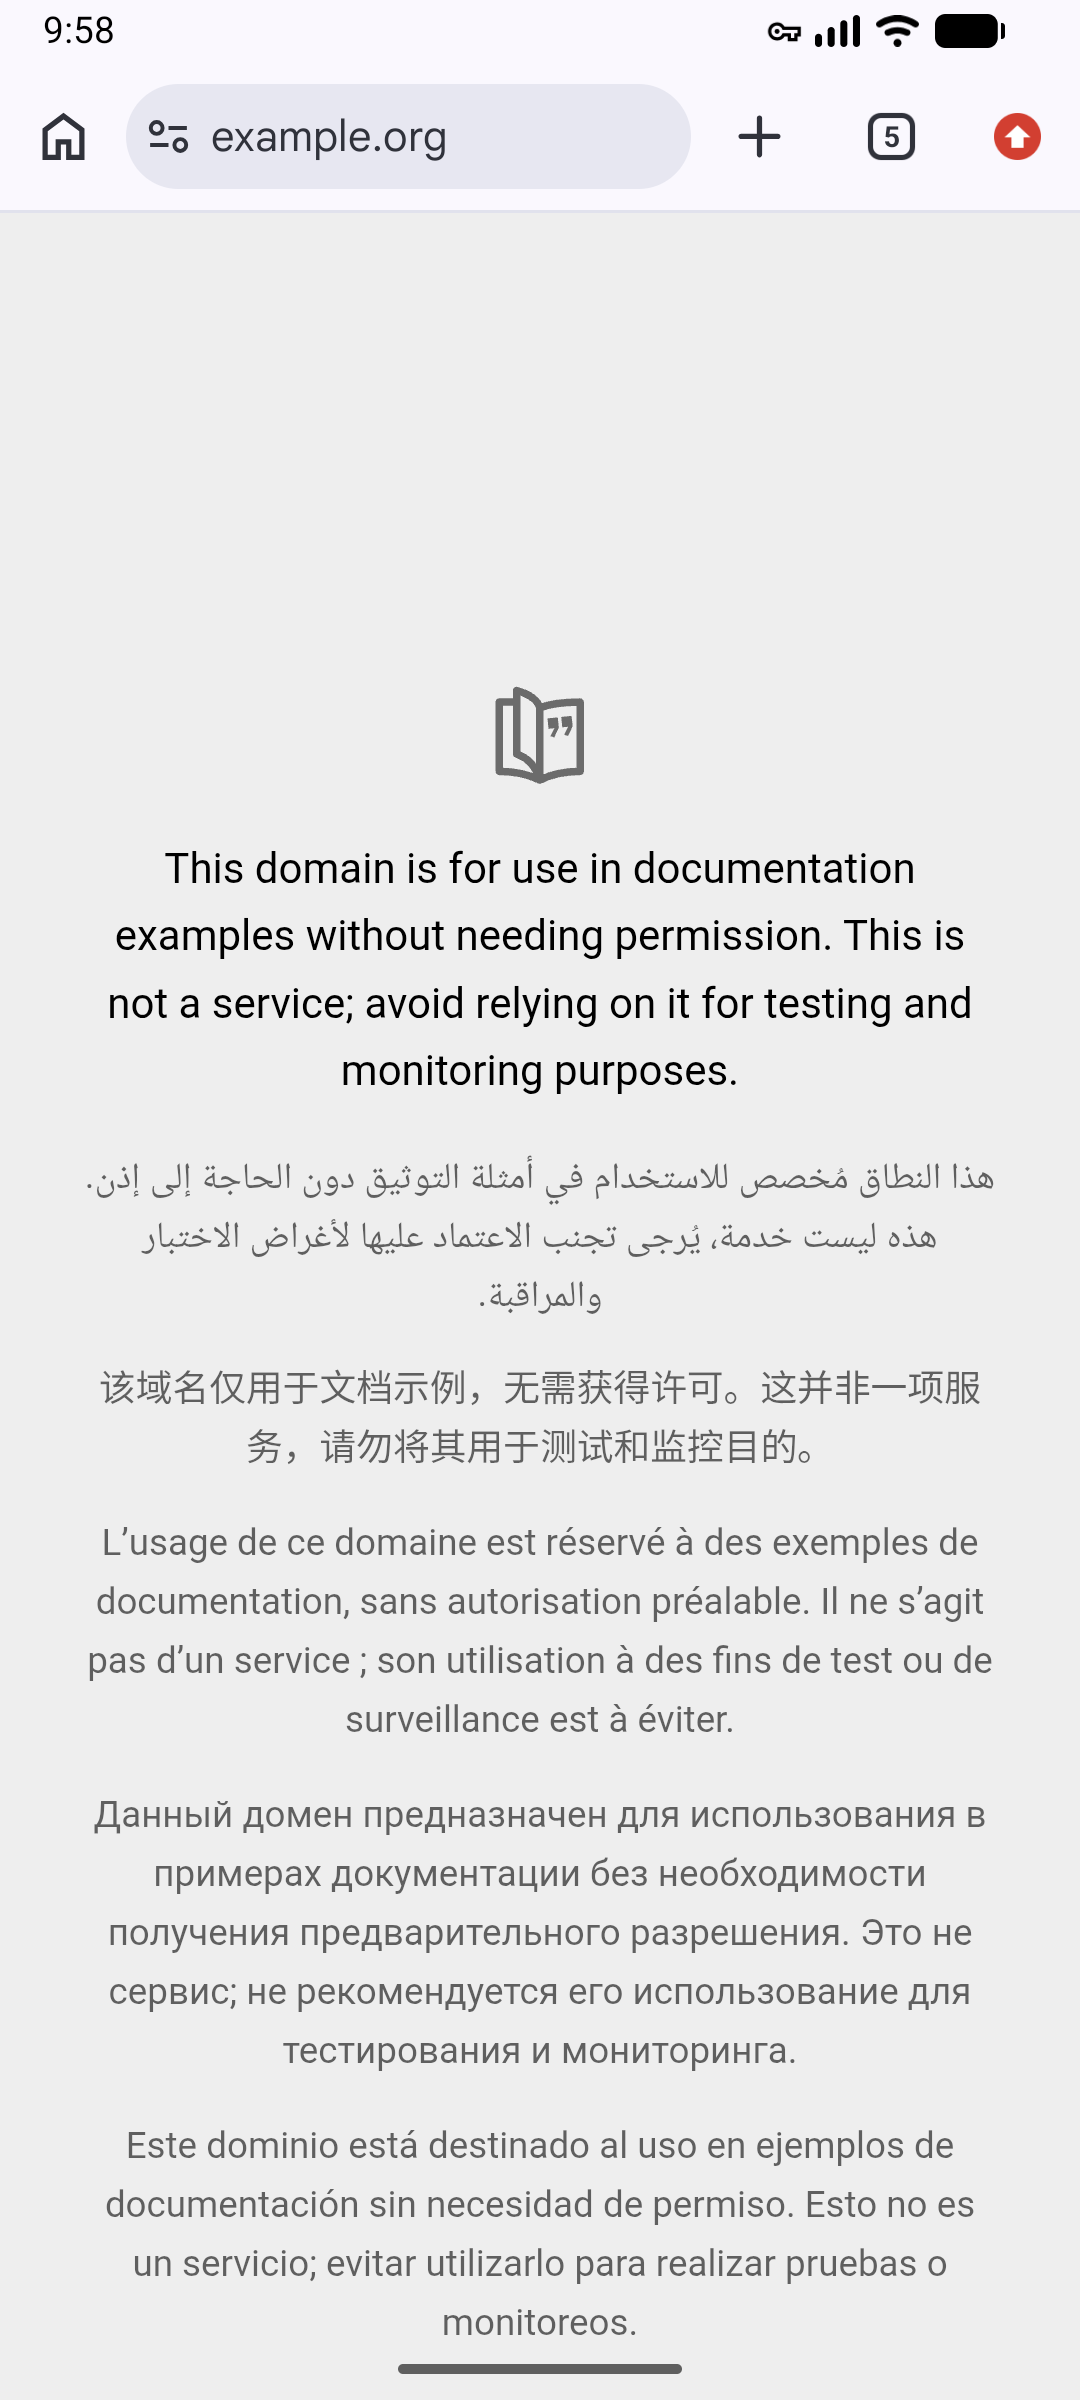 9:58
example.org
5
This domain is for use in documentation
examples without needing permission. This is
not a service; avoid relying on it for testing and
monitoring purposes.
هذا النطاق مُخصص للاستخدام في أمثلة التوثيق دون الحاجة إلى إذن.
هذه ليست خدمة، يُرجى تجنب الاعتماد عليها لأغراض الاختبار
والمراقبة.
该域名仅用于文档示例，无需获得许可。这并非一项服
务，请勿将其用于测试和监控目的。
L’usage de ce domaine est réservé à des exemples de
documentation, sans autorisation préalable. Il ne s’agit
pas d’un service ; son utilisation à des fins de test ou de
surveillance est à éviter.
Данный домен предназначен для использования в
примерах документации без необходимости
получения предварительного разрешения. Это не
сервис; не рекомендуется его использование для
тестирования и мониторинга.
Este dominio está destinado al uso en ejemplos de
documentación sin necesidad de permiso. Esto no es
un servicio; evitar utilizarlo para realizar pruebas o
monitoreos.